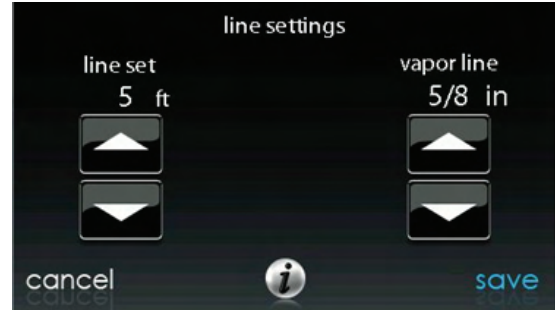 line settings
line set
5 ft
vapor line
5/8 in
cancel
i
save